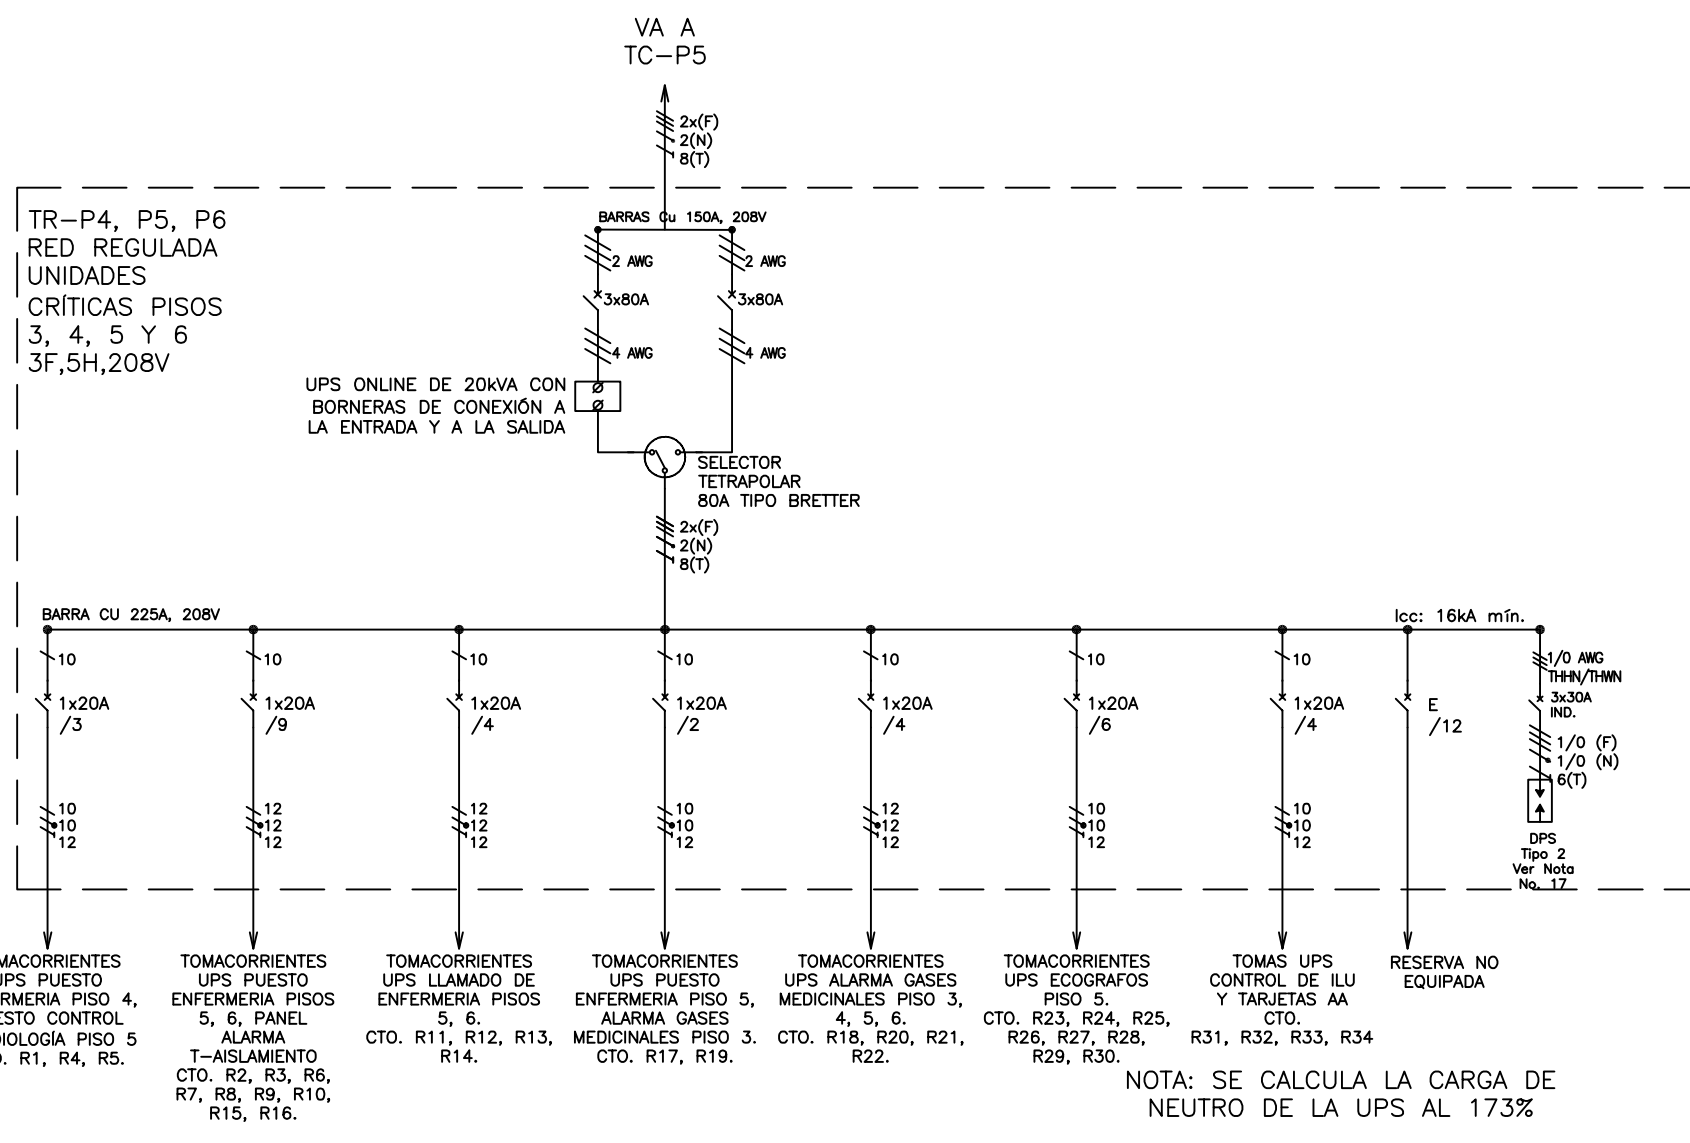 VA A
TC-P5
2x(F)
2(N)
8(T)
TR-P4, P5, P6
RED REGULADA
UNIDADES
CRÍTICAS PISOS
3, 4, 5 Y 6
3F,5H,208V
BARRAS Cu 150A, 208V
2 AWG
2 AWG
3x80A
3x80A
4 AWG
4 AWG
UPS ONLINE DE 20kVA CON
BORNERAS DE CONEXIÓN A
LA ENTRADA Y A LA SALIDA
SELECTOR
TETRAPOLAR
80A TIPO BRETTER
2x(F)
2(N)
8(T)
BARRA CU 225A, 208V
Icc: 16kA mín.
10
1x20A
/3
10
10
12
MACORRIENTES
UPS PUESTO
RMERIA PISO 4,
ESTO CONTROL
DIOLOGÍA PISO 5
O. R1, R4, R5.
10
1x20A
/9
12
12
12
TOMACORRIENTES
UPS PUESTO
ENFERMERIA PISOS
5, 6, PANEL
ALARMA
T-AISLAMIENTO
CTO. R2, R3, R6,
R7, R8, R9, R10,
R15, R16.
10
1x20A
/4
12
12
12
TOMACORRIENTES
UPS LLAMADO DE
ENFERMERIA PISOS
5, 6.
CTO. R11, R12, R13,
R14.
10
1x20A
/2
10
10
12
TOMACORRIENTES
UPS PUESTO
ENFERMERIA PISO 5,
ALARMA GASES
MEDICINALES PISO 3.
CTO. R17, R19.
10
1x20A
/4
12
12
12
TOMACORRIENTES
UPS ALARMA GASES
MEDICINALES PISO 3,
4, 5, 6.
CTO. R18, R20, R21,
R22.
10
1x20A
/6
10
10
12
TOMACORRIENTES
UPS ECOGRAFOS
PISO 5.
CTO. R23, R24, R25,
R26, R27, R28,
R29, R30.
10
1x20A
/4
10
10
12
TOMAS UPS
CONTROL DE ILU
Y TARJETAS AA
CTO.
R31, R32, R33, R34
E
/12
RESERVA NO
EQUIPADA
1/0 AWG
THHN/THWN
3x30A
IND.
1/0 (F)
1/0 (N)
6(T)
DPS
Tipo 2
Ver Nota
No. 17
NOTA: SE CALCULA LA CARGA DE
NEUTRO DE LA UPS AL 173%